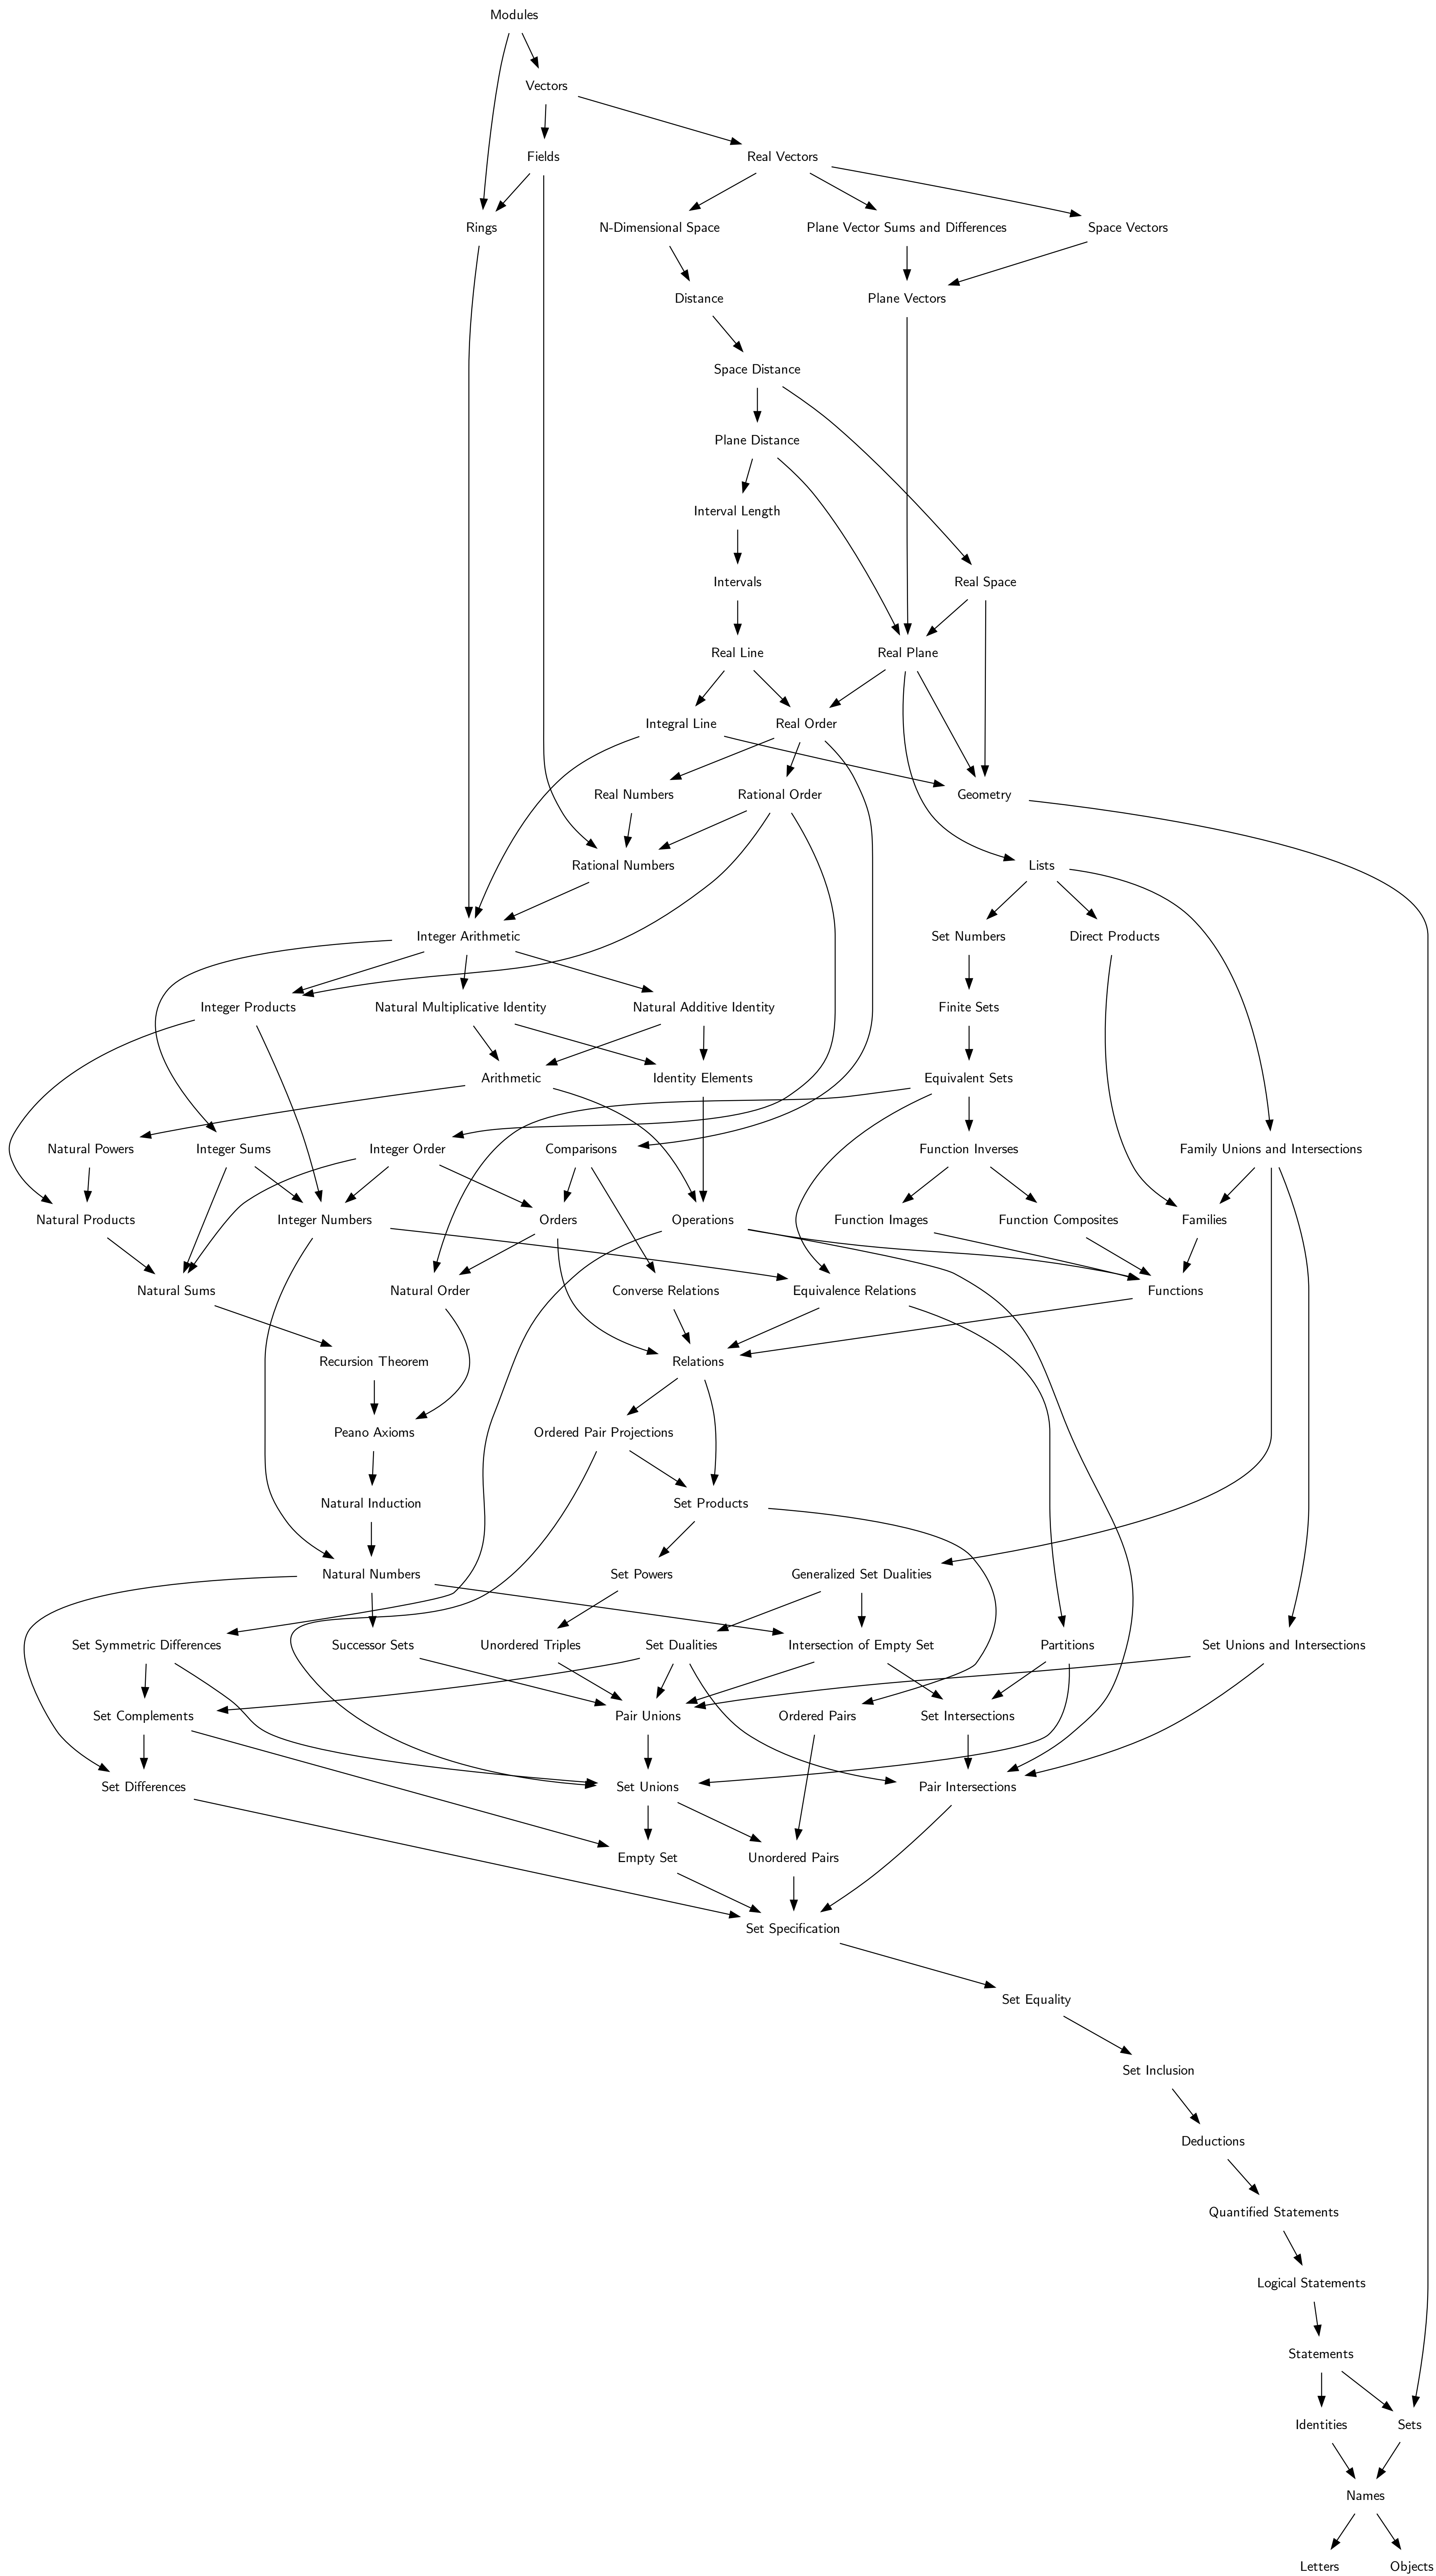 Modules
Vectors
Fields
Real Vectors
Rings
N-Dimensional Space
Plane Vector Sums and Differences
Space Vectors
Distance
Plane Vectors
Space Distance
Plane Distance
Interval Length
Intervals
Real Space
Real Line
Real Plane
Integral Line
Real Order
Real Numbers
Rational Order
Geometry
Rational Numbers
Lists
Integer Arithmetic
Set Numbers
Direct Products
Integer Products
Natural Multiplicative Identity
Natural Additive Identity
Finite Sets
Arithmetic
Identity Elements
Equivalent Sets
Natural Powers
Integer Sums
Integer Order
Comparisons
Function Inverses
Family Unions and Intersections
Natural Products
Integer Numbers
Orders
Operations
Function Images
Function Composites
Families
Natural Sums
Natural Order
Converse Relations
Equivalence Relations
Functions
Recursion Theorem
Relations
Peano Axioms
Ordered Pair Projections
Natural Induction
Set Products
Natural Numbers
Set Powers
Generalized Set Dualities
Set Symmetric Differences
Successor Sets
Unordered Triples
Set Dualities
Intersection of Empty Set
Partitions
Set Unions and Intersections
Set Complements
Pair Unions
Ordered Pairs
Set Intersections
Set Differences
Set Unions
Pair Intersections
Empty Set
Unordered Pairs
Set Specification
Set Equality
Set Inclusion
Deductions
Quantified Statements
Logical Statements
Statements
Identities
Sets
Names
Letters
Objects